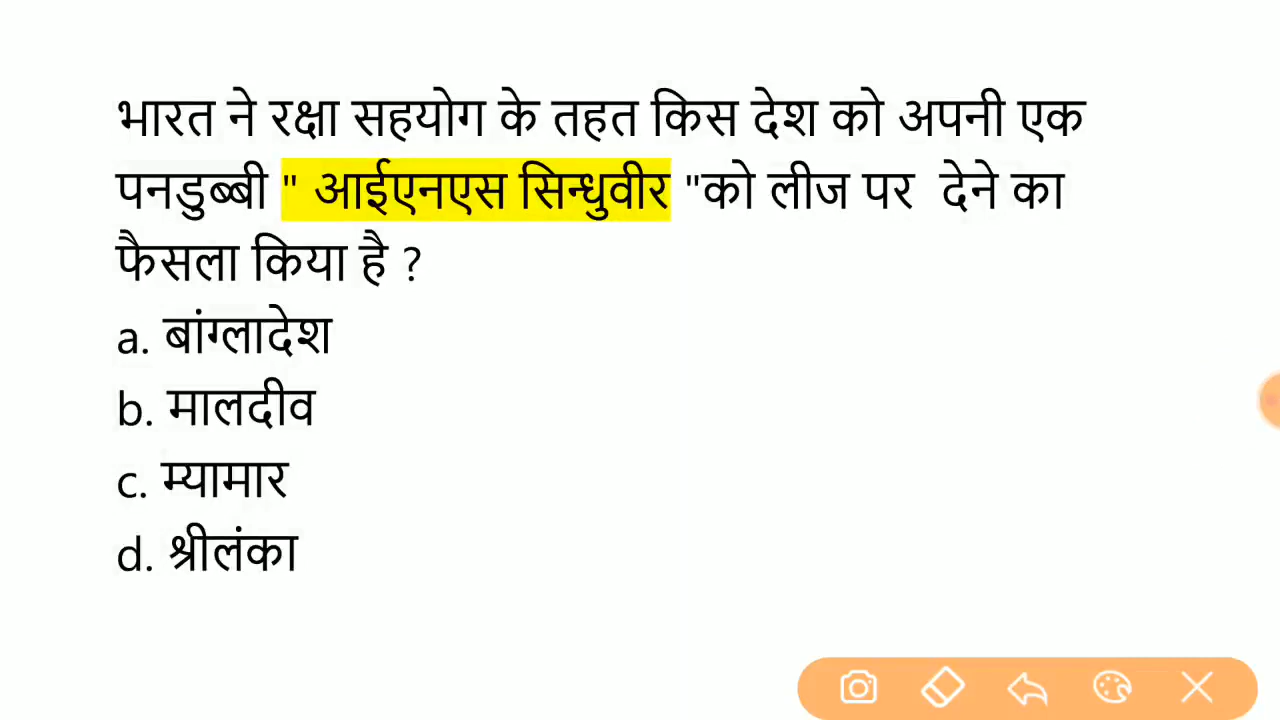 भारत ने रक्षा सहयोग के तहत किस देश को अपनी एक
पनडुब्बी " आईएनएस सिन्धुवीर "को लीज पर  देने का
फैसला किया है ?
a. बांग्लादेश
b. मालदीव
c. म्यामार
d. श्रीलंका